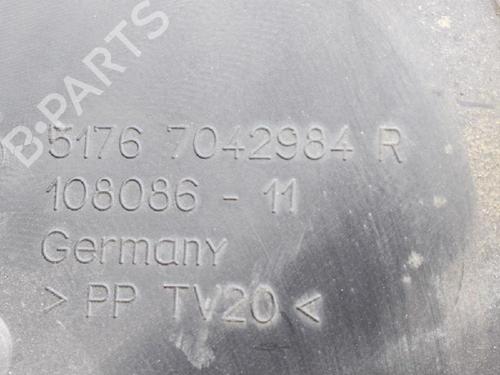 B-PARTS
5176 7042984 R
108086 - 11
Germany
> PP TV20 <